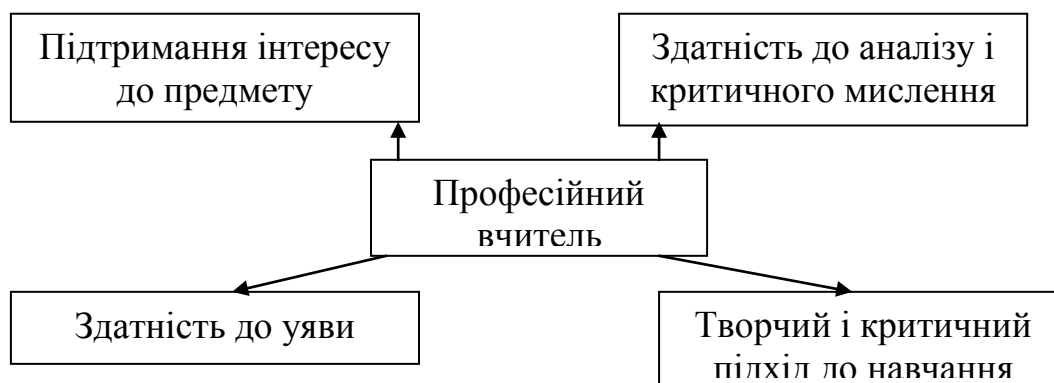 Підтримання інтересу
до предмету
Здатність до аналізу і
критичного мислення
Професійний
вчитель
Здатність до уяви
Творчий і критичний
підхід до навчання